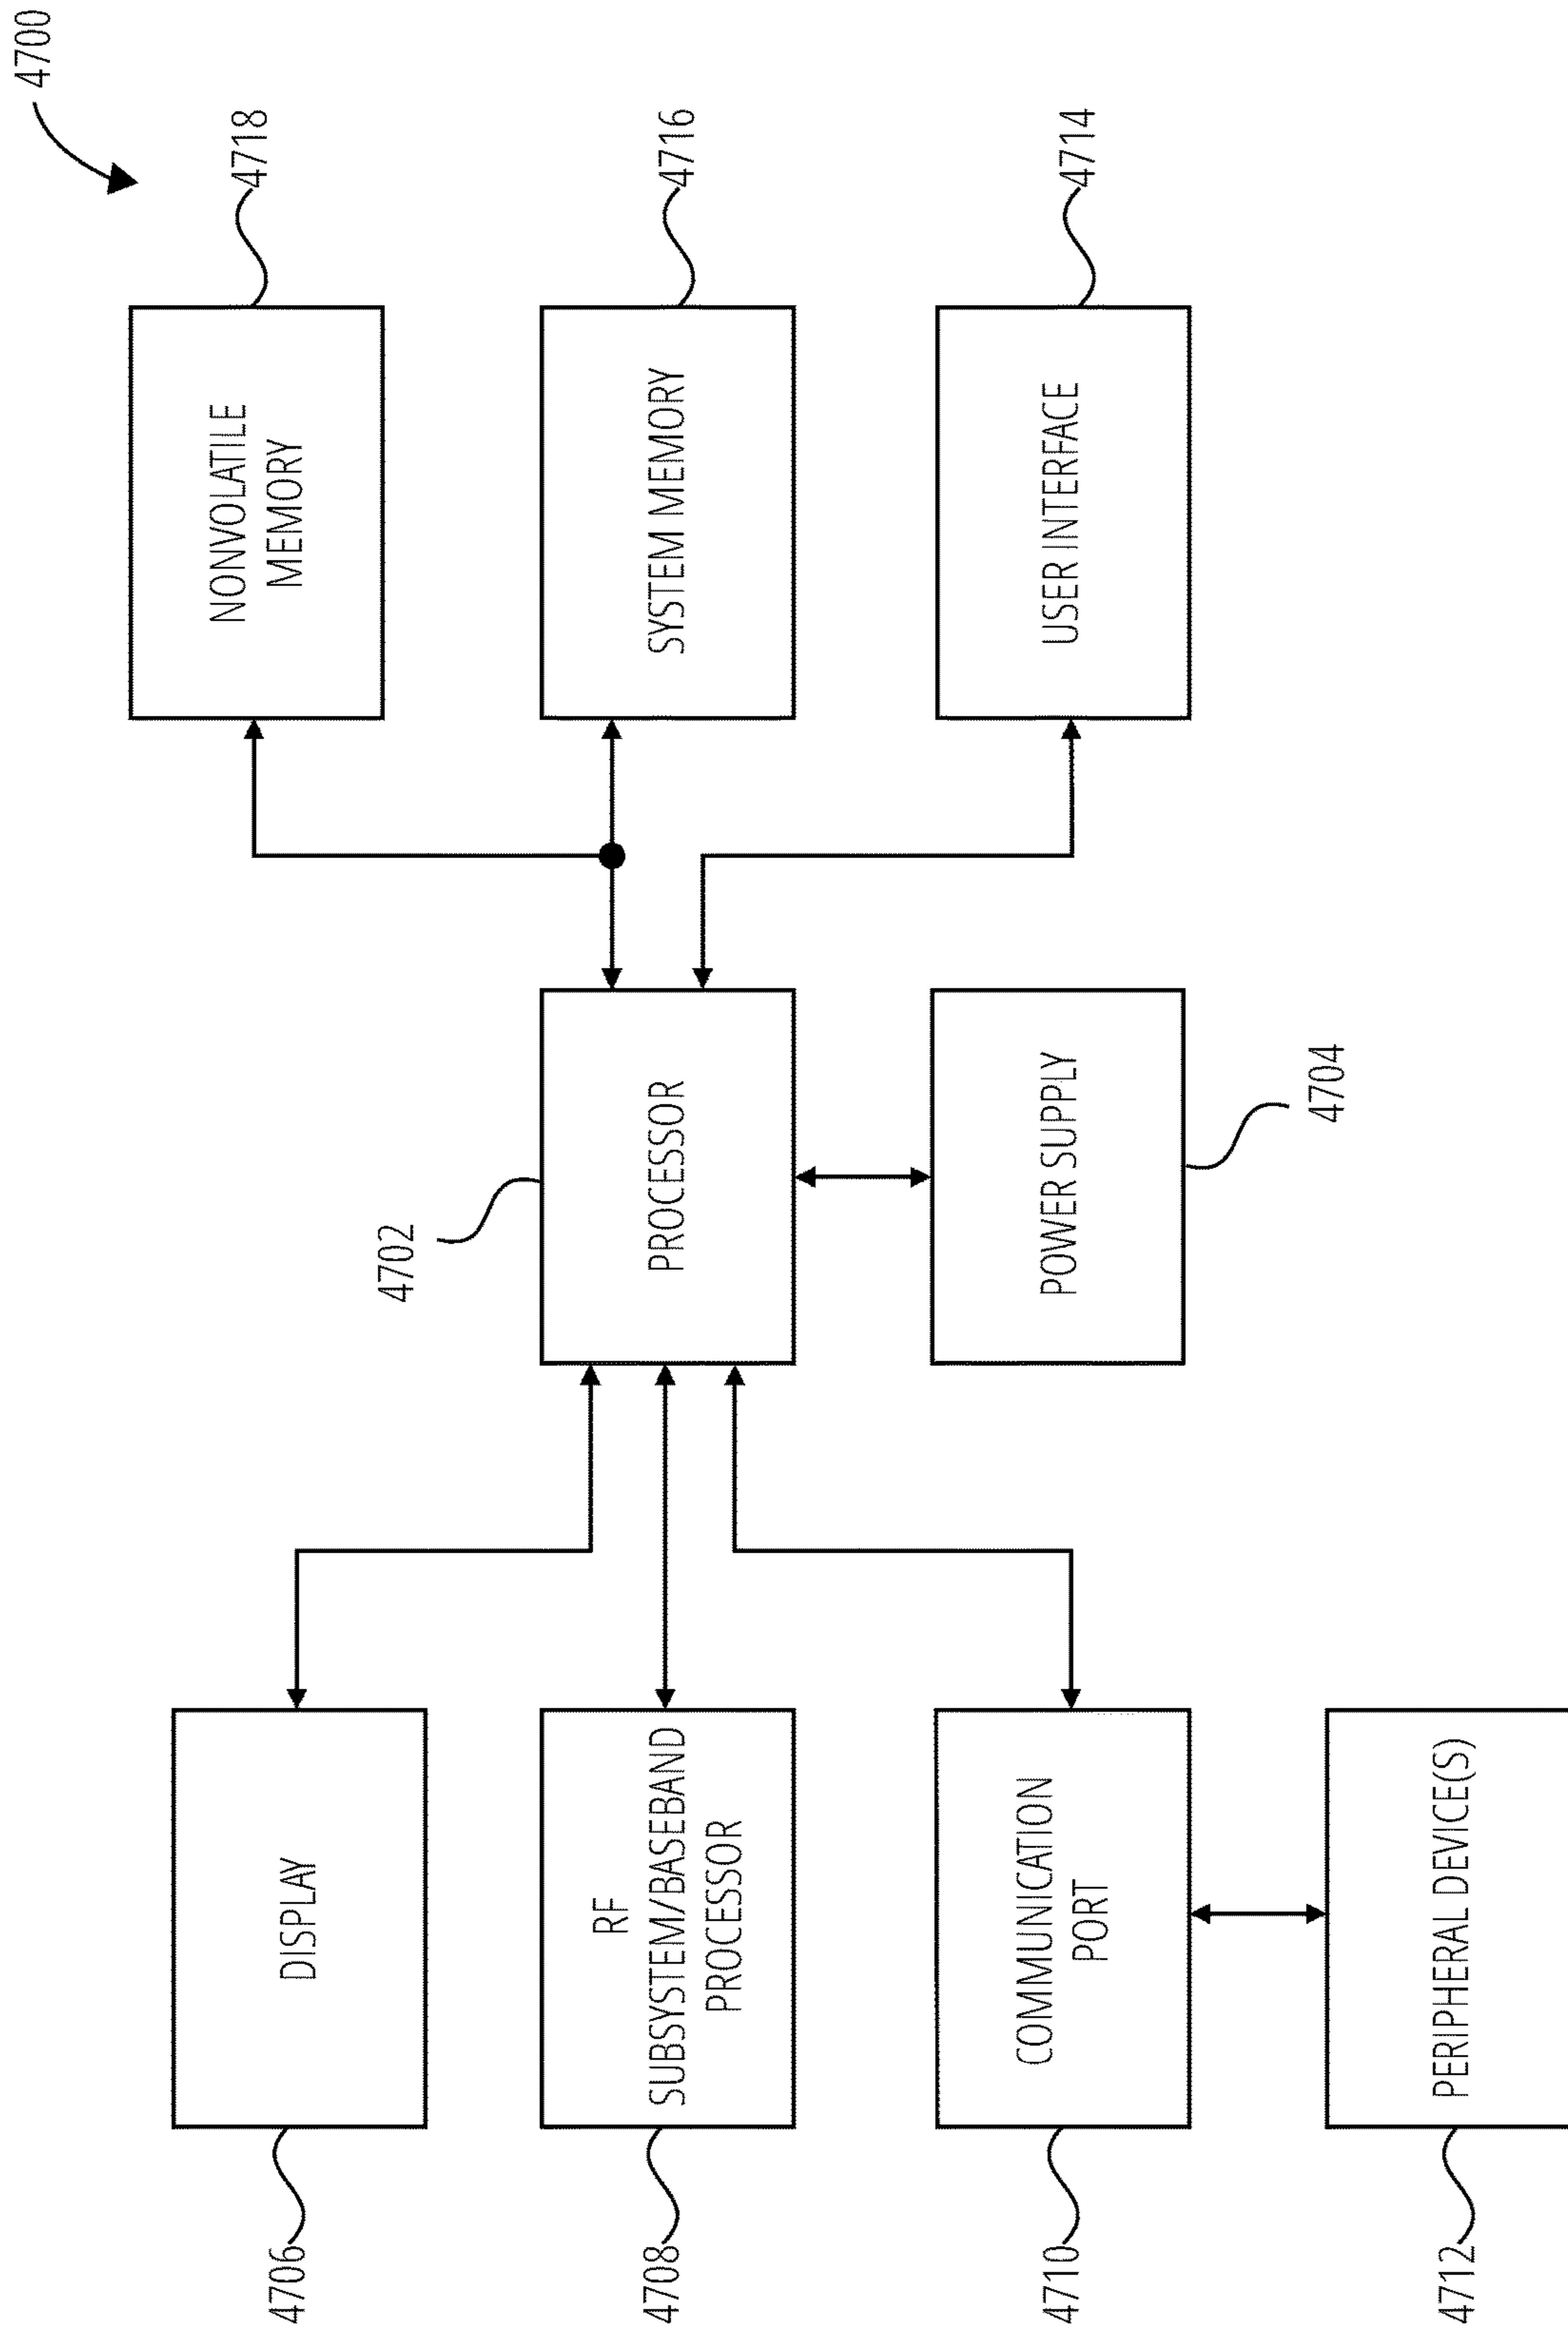 4700
4706
DISPLAY
4708
RF
SUBSYSTEM/BASEBAND
PROCESSOR
4710
COMMUNICATION
PORT
4712
PERIPHERAL DEVICE(S)
4702
PROCESSOR
POWER SUPPLY
4704
NONVOLATILE
MEMORY
4718
SYSTEM MEMORY
4716
USER INTERFACE
4714